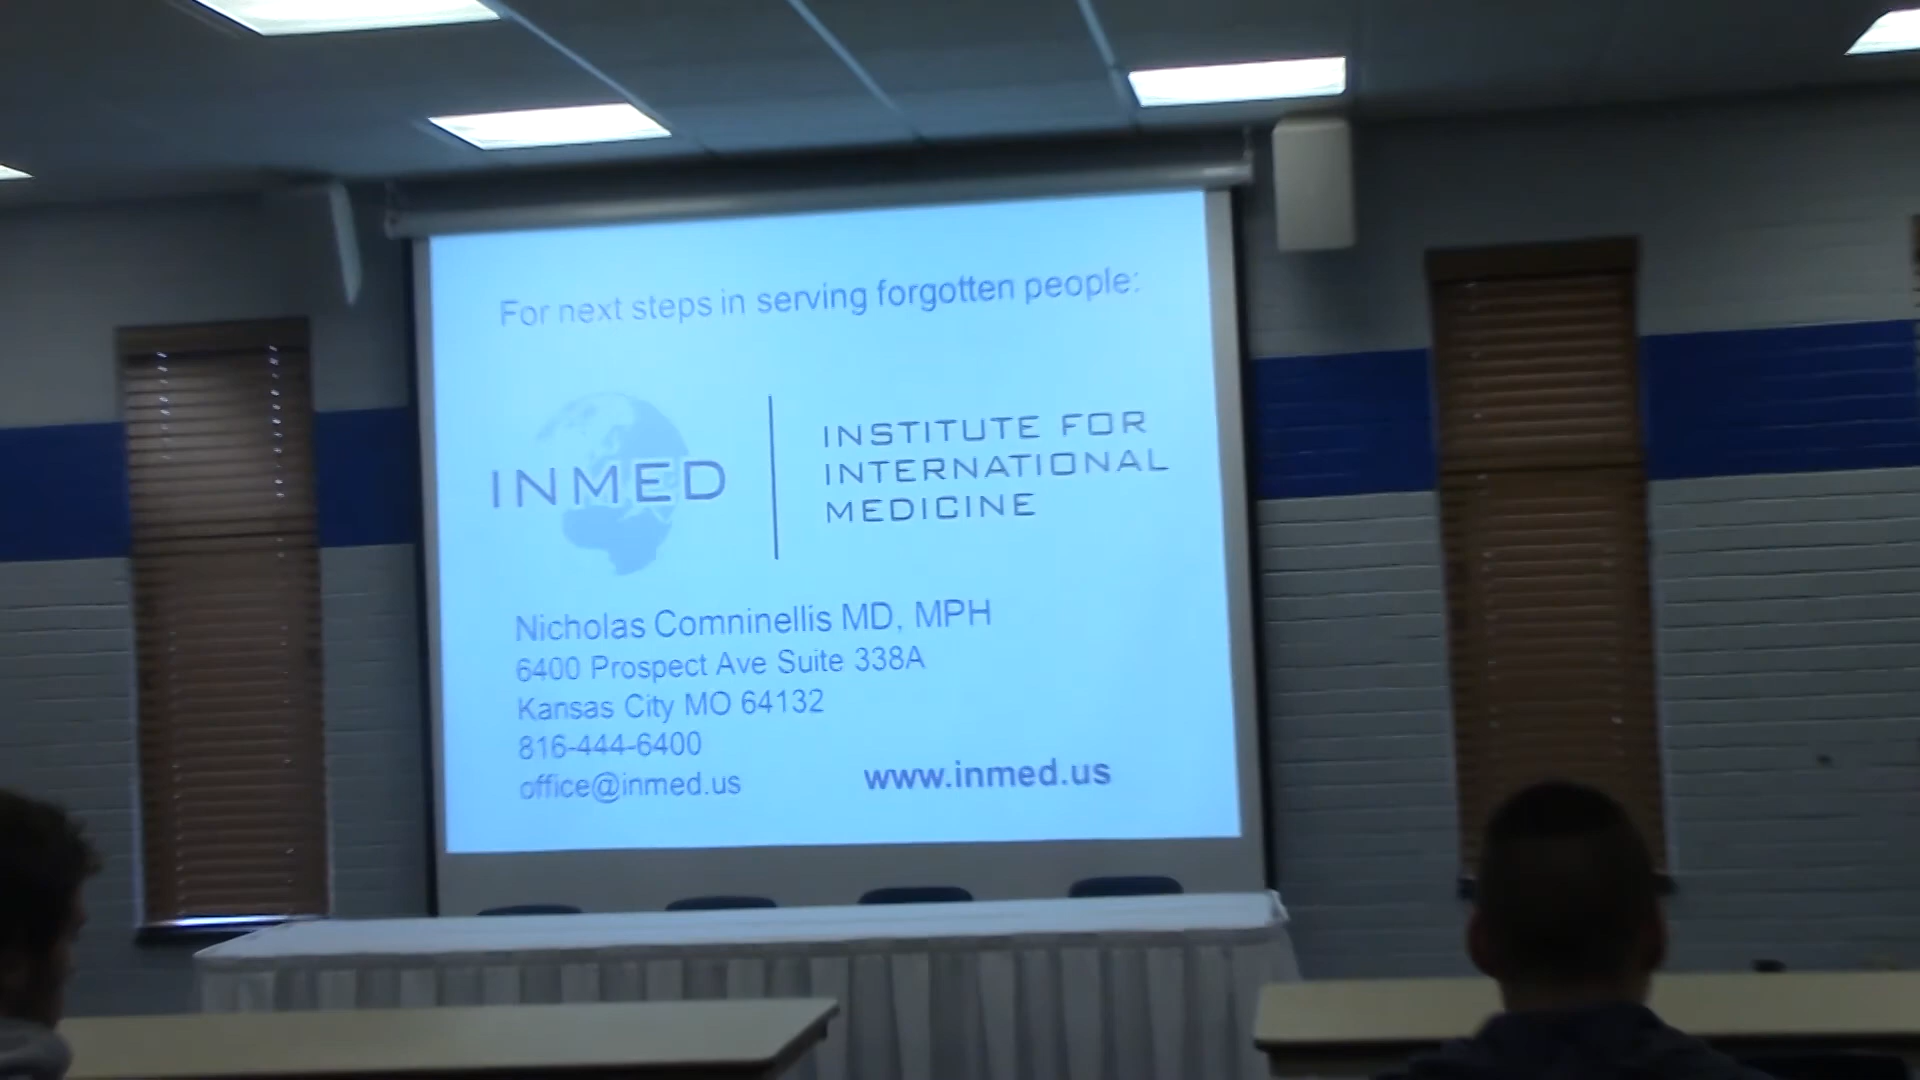 For next steps in serving forgotten people:
INMED
INSTITUTE FOR
INTERNATIONAL
MEDICINE
Nicholas Comninellis MD, MPH
6400 Prospect Ave Suite 338A
Kansas City MO 64132
816-444-6400
office@inmed.us
www.inmed.us